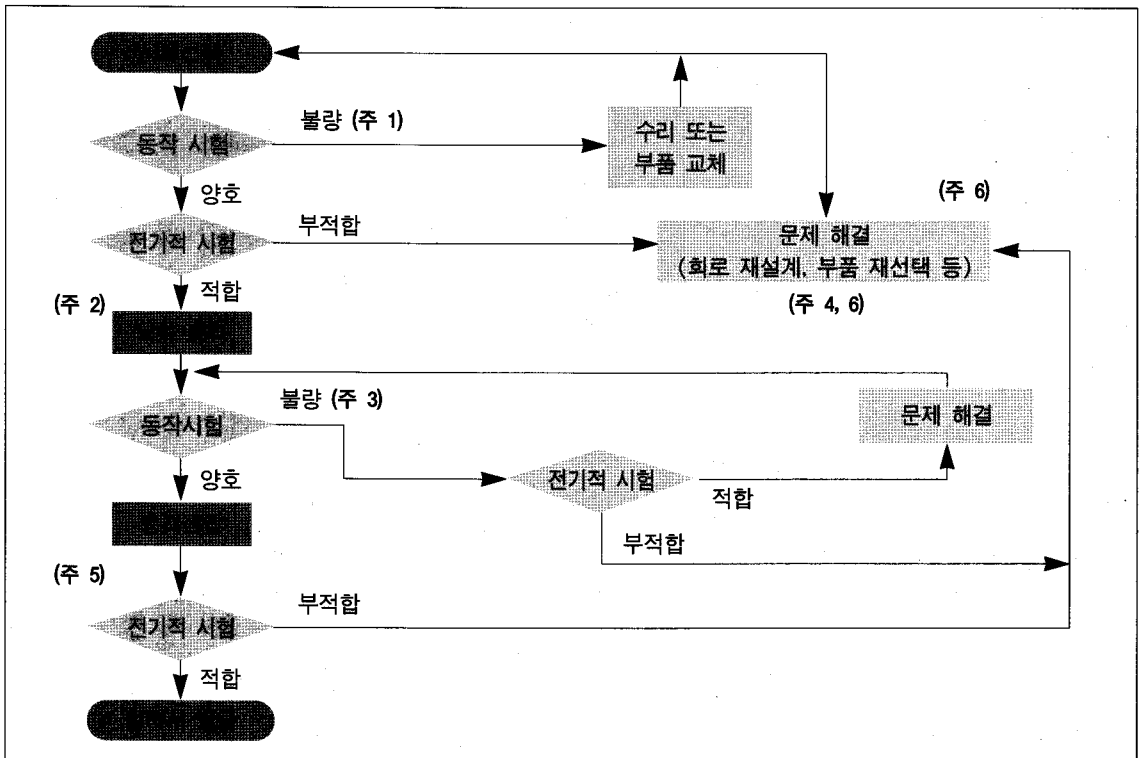 불량 (주 1)
동작 시험
수리 또는
부품 교체
양호
(주 6)
전기적 시험
부적합
문제 해결
(회로 재설계, 부품 재선택 등)
적합
(주 2)
(주 4, 6)
불량 (주 3)
동작시험
문제 해결
양호
전기적 시험
적합
부적합
(주 5)
부적합
전기적 시험
적합